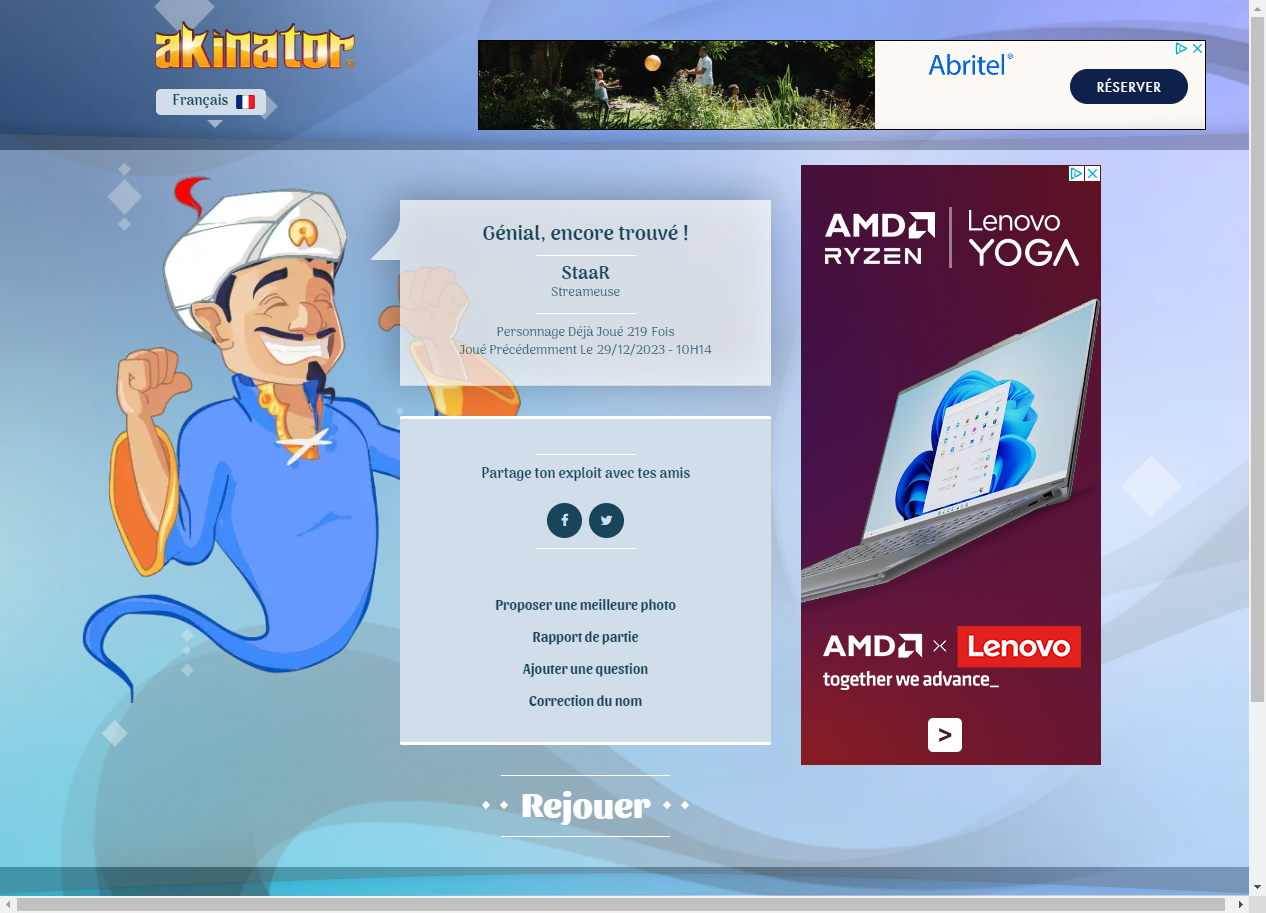 akinator
Français
Abritel®
RÉSERVER
Génial, encore trouvé !
StaaR
Streameuse
Personnage Déjà Joué 219 Fois
Joué Précédemment Le 29/12/2023 - 10H14
Partage ton exploit avec tes amis
Proposer une meilleure photo
Rapport de partie
Ajouter une question
Correction du nom
Rejouer
AMD RYZEN | Lenovo YOGA
AMD × Lenovo
together we advance_
>